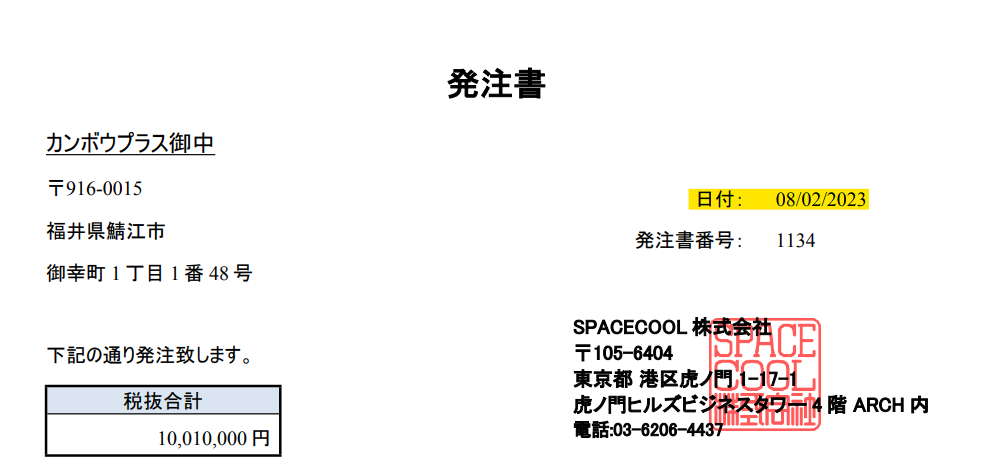 発注書
カンボウプラス御中
〒916-0015
日付： 08/02/2023
福井県鯖江市
発注書番号： 1134
御幸町 1 丁目 1 番 48 号
SPACECOOL 株式会社
〒105-6404
下記の通り発注致します。
東京都 港区虎ノ門 1-17-1
虎ノ門ヒルズビジネスタワー 4 階 ARCH 内
電話:03-6206-4437
税抜合計
10,010,000 円
SPACE
COOL